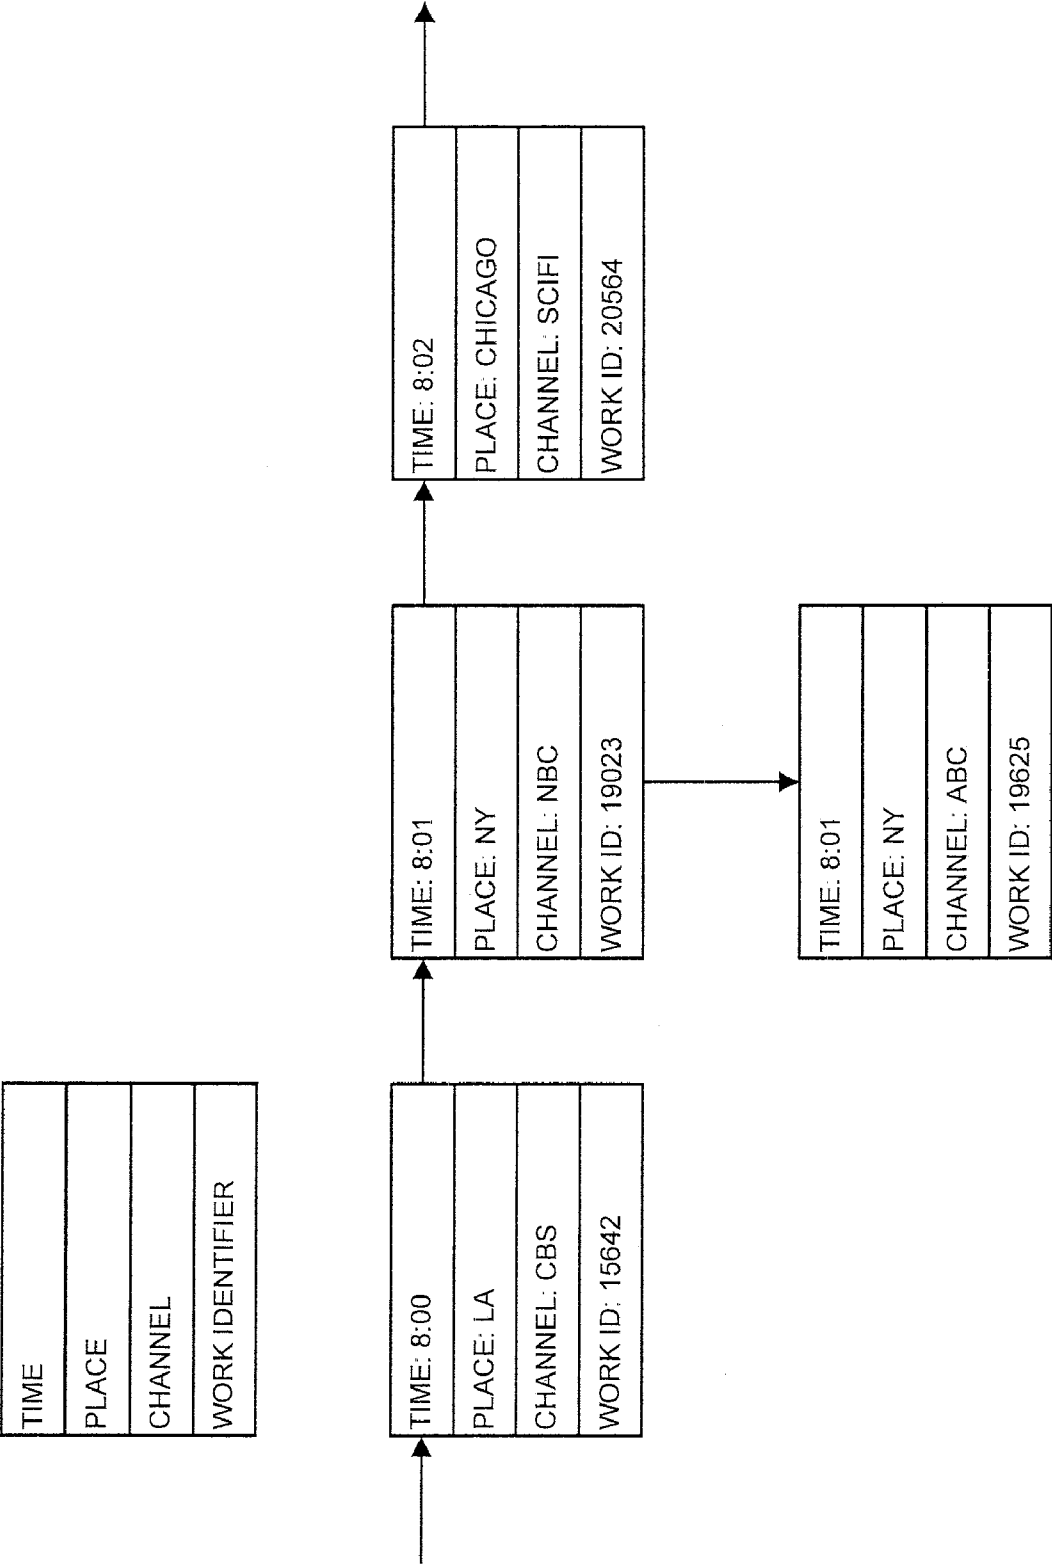 TIME
PLACE
CHANNEL
WORK IDENTIFIER
TIME: 8:00
PLACE: LA
CHANNEL: CBS
WORK ID: 15642
TIME: 8:01
PLACE: NY
CHANNEL: NBC
WORK ID: 19023
TIME: 8:02
PLACE: CHICAGO
CHANNEL: SCIFI
WORK ID: 20564
TIME: 8:01
PLACE: NY
CHANNEL: ABC
WORK ID: 19625